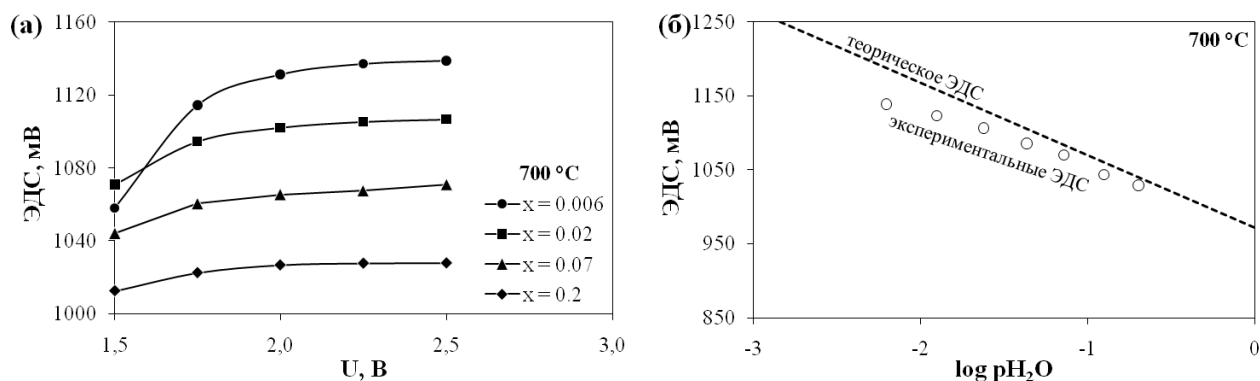 (а)
1160
1120
1080
1040
1000
ЭДС, мВ
700 °C
x = 0.006
x = 0.02
x = 0.07
x = 0.2
1,5
2,0
2,5
3,0
U, В
(б)
1250
1150
1050
950
850
ЭДС, мВ
700 °C
теорическое ЭДС
экспериментальные ЭДС
-3
-2
-1
0
log pH₂O